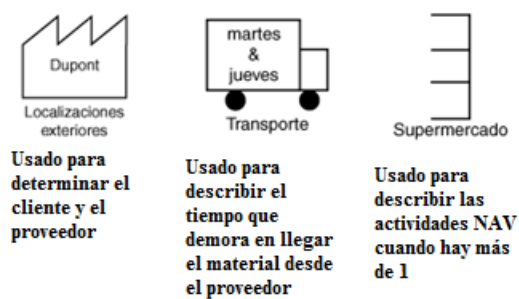 Dupont
Localizaciones
exteriores
Usado para
determinar el
cliente y el
proveedor
martes
&
jueves
Transporte
Usado para
describir el
tiempo que
demora en llegar
el material desde
el proveedor
Supermercado
Usado para
describir las
actividades NAV
cuando hay más
de 1